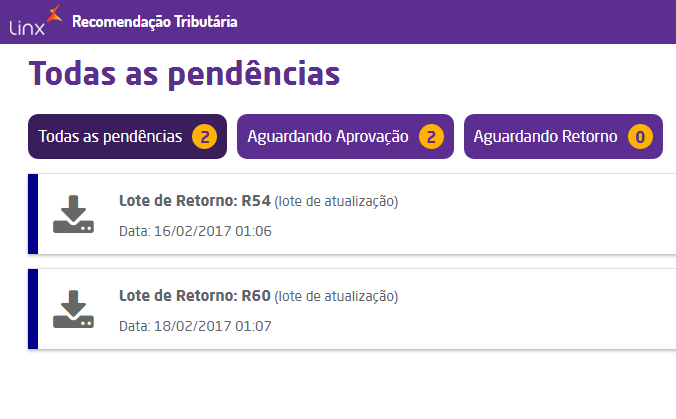 Linx Recomendação Tributária
Todas as pendências
Todas as pendências 2 Aguardando Aprovação 2 Aguardando Retorno 0
Lote de Retorno: R54 (lote de atualização)
Data: 16/02/2017 01:06
Lote de Retorno: R60 (lote de atualização)
Data: 18/02/2017 01:07